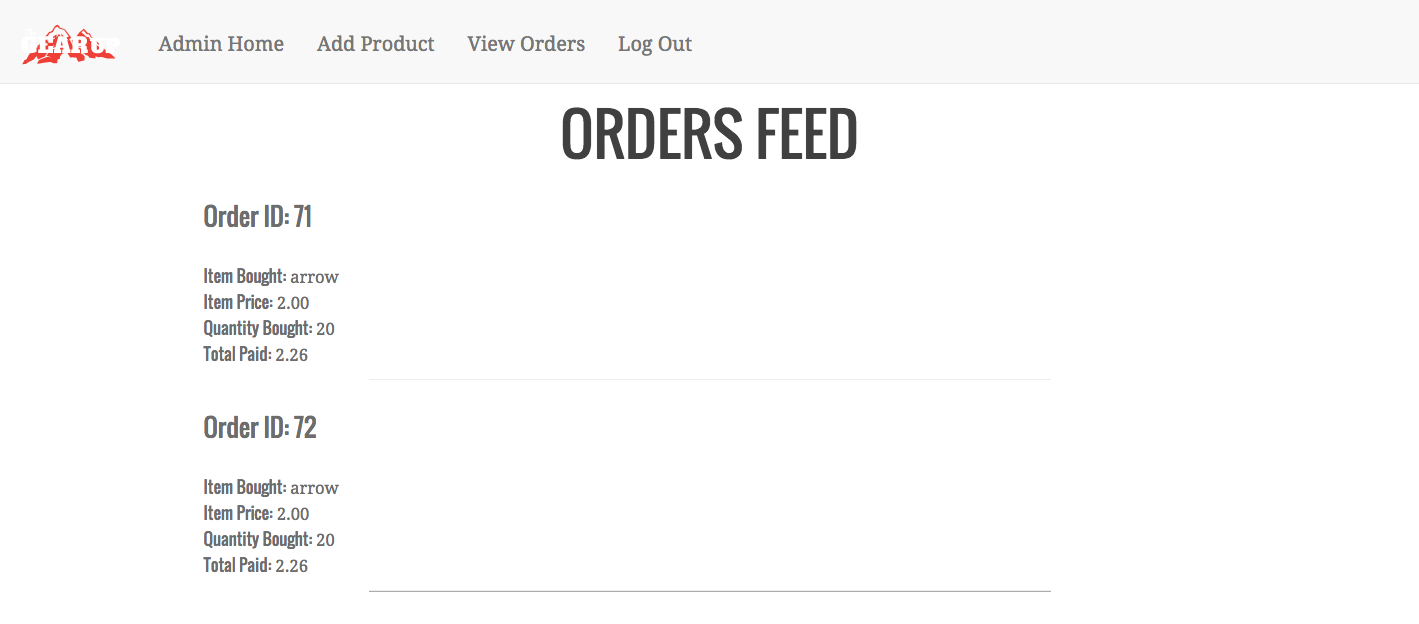 GEAR UP
Admin Home
Add Product
View Orders
Log Out
ORDERS FEED
Order ID: 71
Item Bought: arrow
Item Price: 2.00
Quantity Bought: 20
Total Paid: 2.26
Order ID: 72
Item Bought: arrow
Item Price: 2.00
Quantity Bought: 20
Total Paid: 2.26